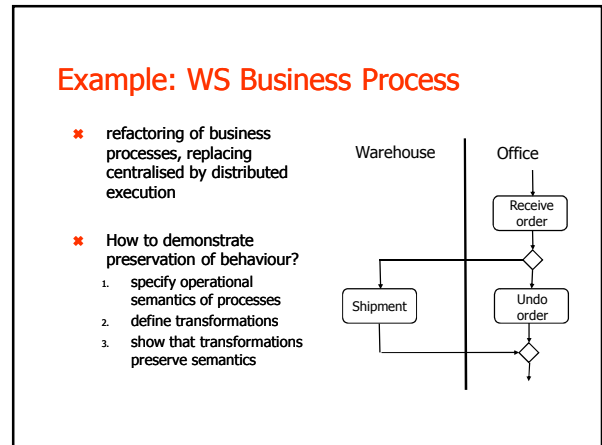 Example: WS Business Process
refactoring of business
processes, replacing
centralised by distributed
execution
How to demonstrate
preservation of behaviour?
1. specify operational
semantics of processes
2. define transformations
3. show that transformations
preserve semantics
Warehouse Office
Receive
order
Shipment
Undo
order